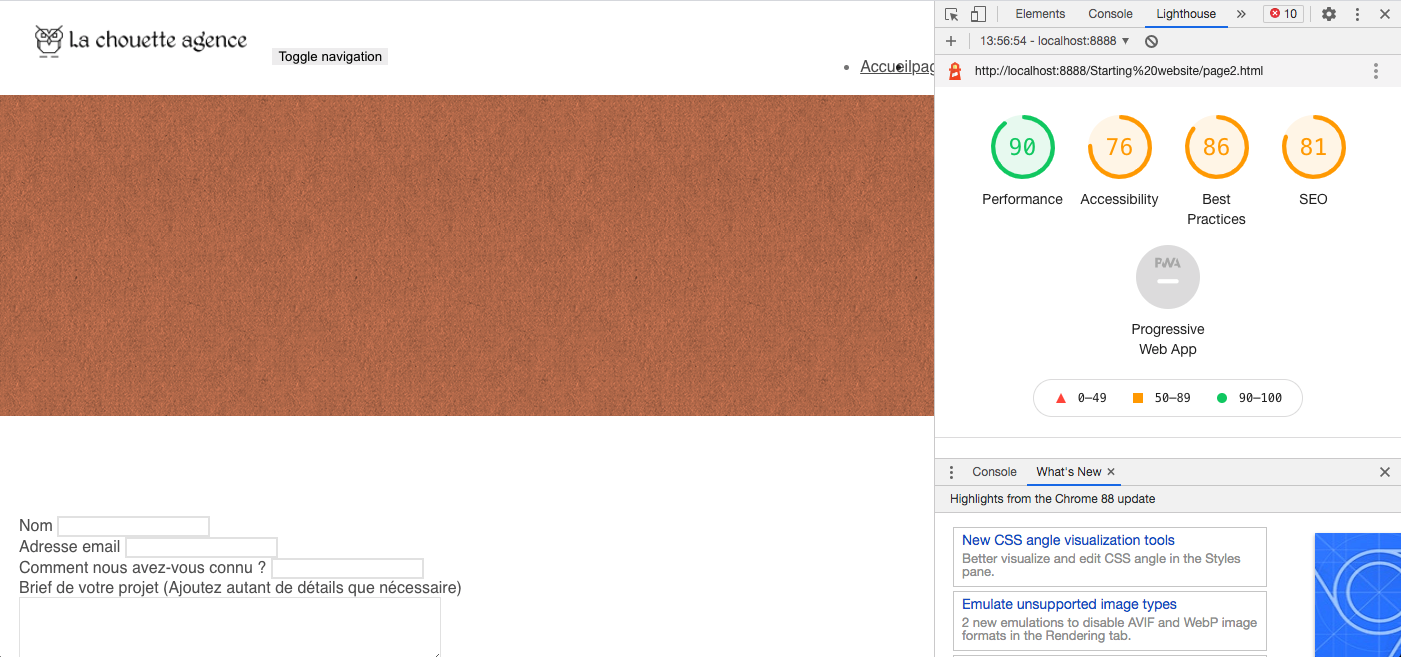 La chouette agence
Toggle navigation
Accueilpag
Nom
Adresse email
Comment nous avez-vous connu ?
Brief de votre projet (Ajoutez autant de détails que nécessaire)
Elements Console Lighthouse » 10
13:56:54 - localhost:8888
http://localhost:8888/Starting%20website/page2.html
90 76 86 81
Performance Accessibility Best Practices SEO
PWA
Progressive
Web App
0–49 50–89 90–100
Console What's New
Highlights from the Chrome 88 update
New CSS angle visualization tools
Better visualize and edit CSS angle in the Styles
pane.
Emulate unsupported image types
2 new emulations to disable AVIF and WebP image
formats in the Rendering tab.